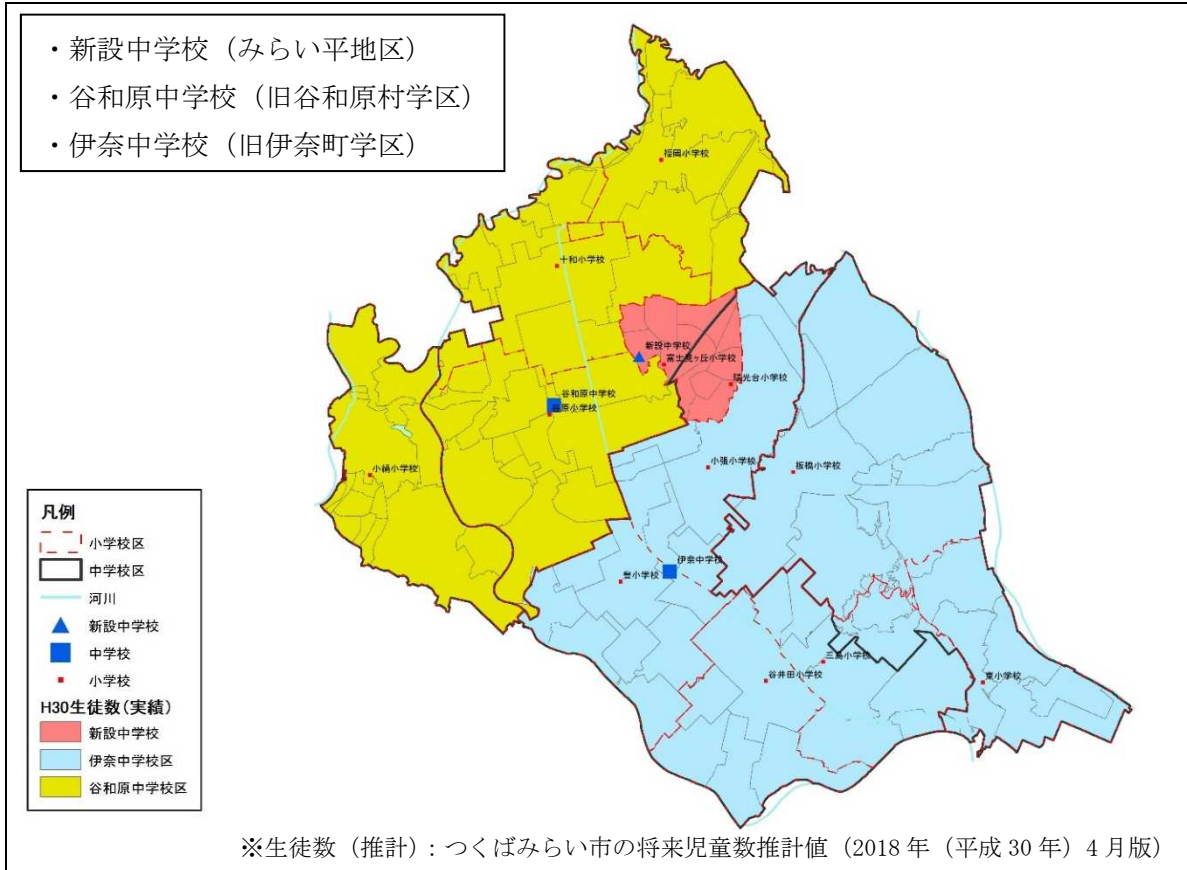 ・新設中学校（みらい平地区）
・谷和原中学校（旧谷和原村学区）
・伊奈中学校（旧伊奈町学区）
福岡小学校
十和小学校
新設中学校
富士見ヶ丘小学校
陽光台小学校
谷和原中学校
谷原小学校
小張小学校
板橋小学校
小絹小学校
伊奈中学校
豊小学校
三島小学校
谷井田小学校
東小学校
凡例
小学校区
中学校区
河川
新設中学校
中学校
小学校
H30生徒数(実績)
新設中学校
伊奈中学校区
谷和原中学校区
※生徒数（推計）：つくばみらい市の将来児童数推計値（2018年（平成30年）4月版）